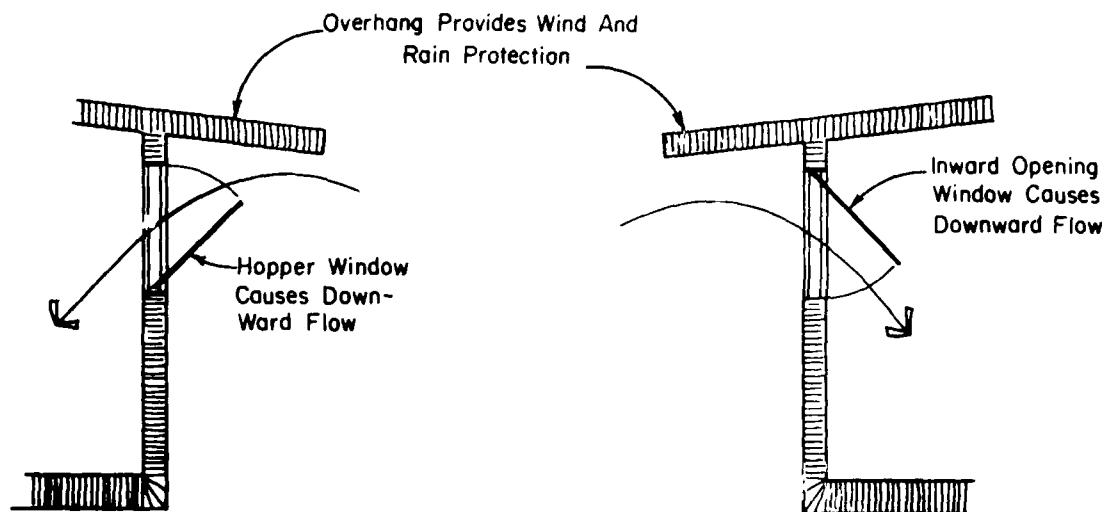 Overhang Provides Wind And
Rain Protection
Hopper Window
Causes Down-
Ward Flow
Inward Opening
Window Causes
Downward Flow